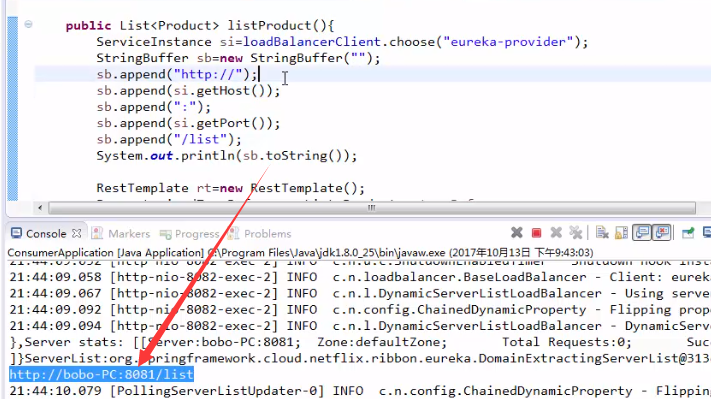 public List<Product> listProduct(){
ServiceInstance si=loadBalancerClient.choose("eureka-provider");
StringBuffer sb=new StringBuffer("");
sb.append("http://");
sb.append(si.getHost());
sb.append(":");
sb.append(si.getPort());
sb.append("/list");
System.out.println(sb.toString());
RestTemplate rt=new RestTemplate();
Console Markers Progress Problems
ConsumerApplication [Java Application] C:\Program Files\Java\jdk1.8.0_25\bin\javaw.exe (2017年10月13日 下午9:43:03)
21:44:09.058 [http-nio-8082-exec-2] INFO c.n.loadbalancer.BaseLoadBalancer - Client: eureka
21:44:09.067 [http-nio-8082-exec-2] INFO c.n.l.DynamicServerListLoadBalancer - Using serve
21:44:09.092 [http-nio-8082-exec-2] INFO c.n.config.ChainedDynamicProperty - Flipping prop
21:44:09.094 [http-nio-8082-exec-2] INFO c.n.l.DynamicServerListLoadBalancer - DynamicServ
},Server stats: [[Server:bobo-PC:8081; Zone:defaultZone; Total Requests:0; Succ
]}ServerList:org.springframework.cloud.netflix.ribbon.eureka.DomainExtractingServerList@313
http://bobo-PC:8081/list
21:44:10.079 [PollingServerListUpdater-0] INFO c.n.config.ChainedDynamicProperty - Flippin